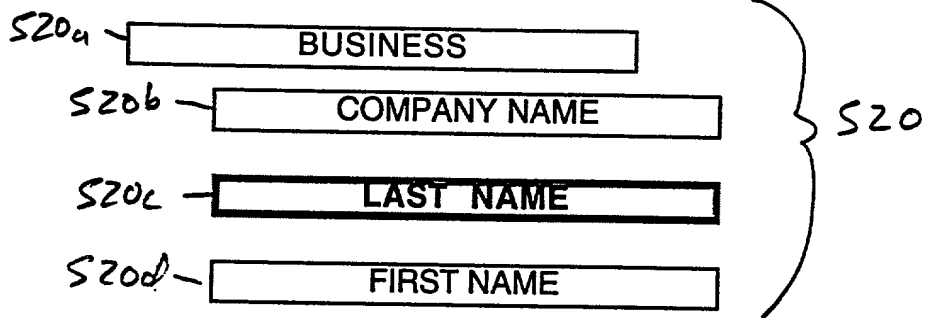 520a BUSINESS
520b COMPANY NAME 520
520c LAST NAME
520d FIRST NAME